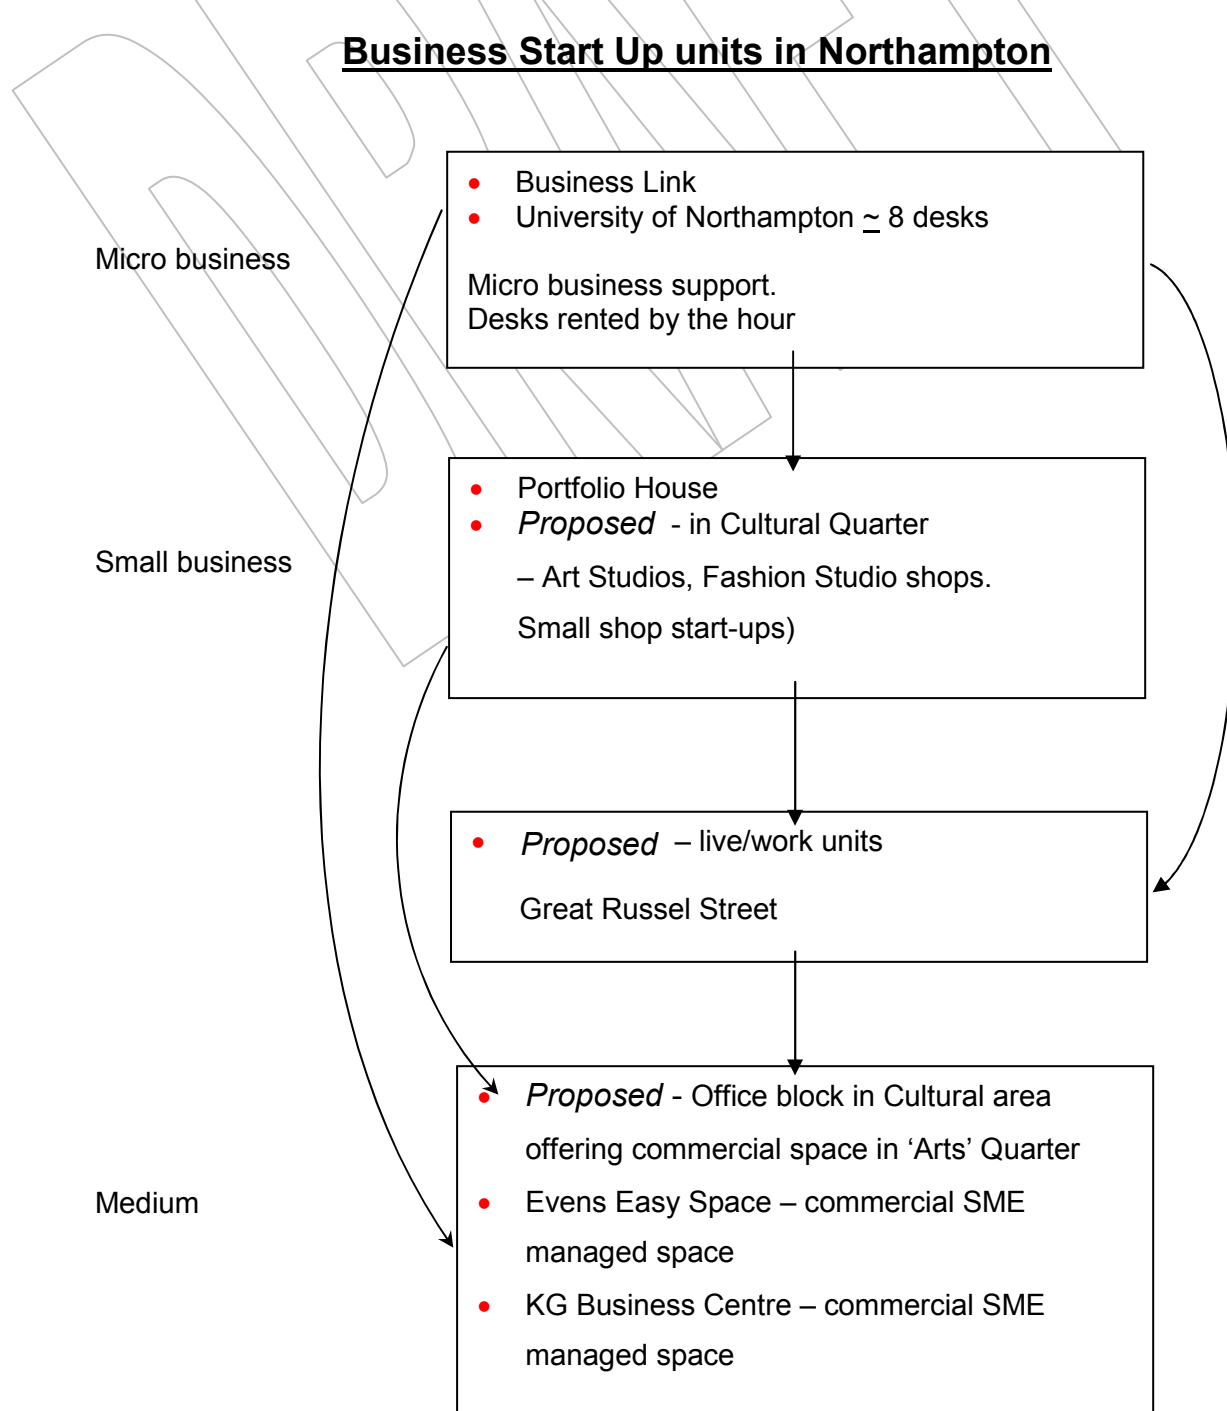 Business Start Up units in Northampton
• Business Link
• University of Northampton ~ 8 desks
Micro business
Micro business support.
Desks rented by the hour
• Portfolio House
• Proposed - in Cultural Quarter
Small business
– Art Studios, Fashion Studio shops.
Small shop start-ups)
• Proposed – live/work units
Great Russel Street
• Proposed - Office block in Cultural area
offering commercial space in ‘Arts’ Quarter
Medium
• Evens Easy Space – commercial SME
managed space
• KG Business Centre – commercial SME
managed space